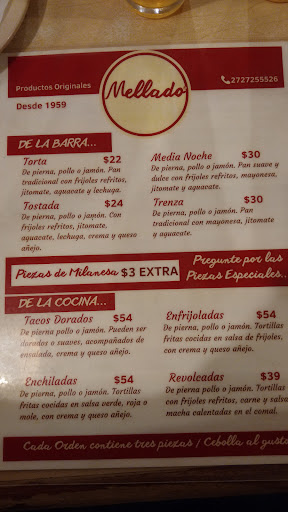 Productos Originales
Desde 1959
Mellado
2727255526
DE LA BARRA...
Torta $22
De pierna, pollo o jamón. Pan
tradicional con frijoles refritos,
jitomate, aguacate y lechuga.
Tostada $24
De pierna, pollo o jamón. Con
frijoles refritos, jitomate,
aguacate, lechuga, crema y queso
añejo.
Media Noche $30
De pierna, pollo o jamón. Pan suave y
dulce con frijoles refritos, mayonesa,
jitomate y aguacate.
Trenza $30
De pierna, pollo o jamón. Pan
tradicional con mayonesa, jitomate
y aguacate.
Piezas de Milanesa $3 EXTRA
Pregunte por las
Piezas Especiales...
DE LA COCINA...
Tacos Dorados $54
De pierna, pollo o jamón. Pueden ser
dorados o suaves, acompañados de
ensalada, crema y queso añejo.
Enfrijoladas $54
De pierna, pollo o jamón. Tortillas
fritas cocidas en salsa de frijoles,
con crema y queso añejo.
Enchiladas $54
De pierna, pollo o jamón. Tortillas
fritas cocidas en salsa verde, roja o
mole, con crema y queso añejo.
Revolcadas $39
De pierna, pollo o jamón. Tortillas
con frijoles refritos, carne y salsa
macha calentadas en el comal.
Cada Orden contiene tres piezas / Cebolla al gusto